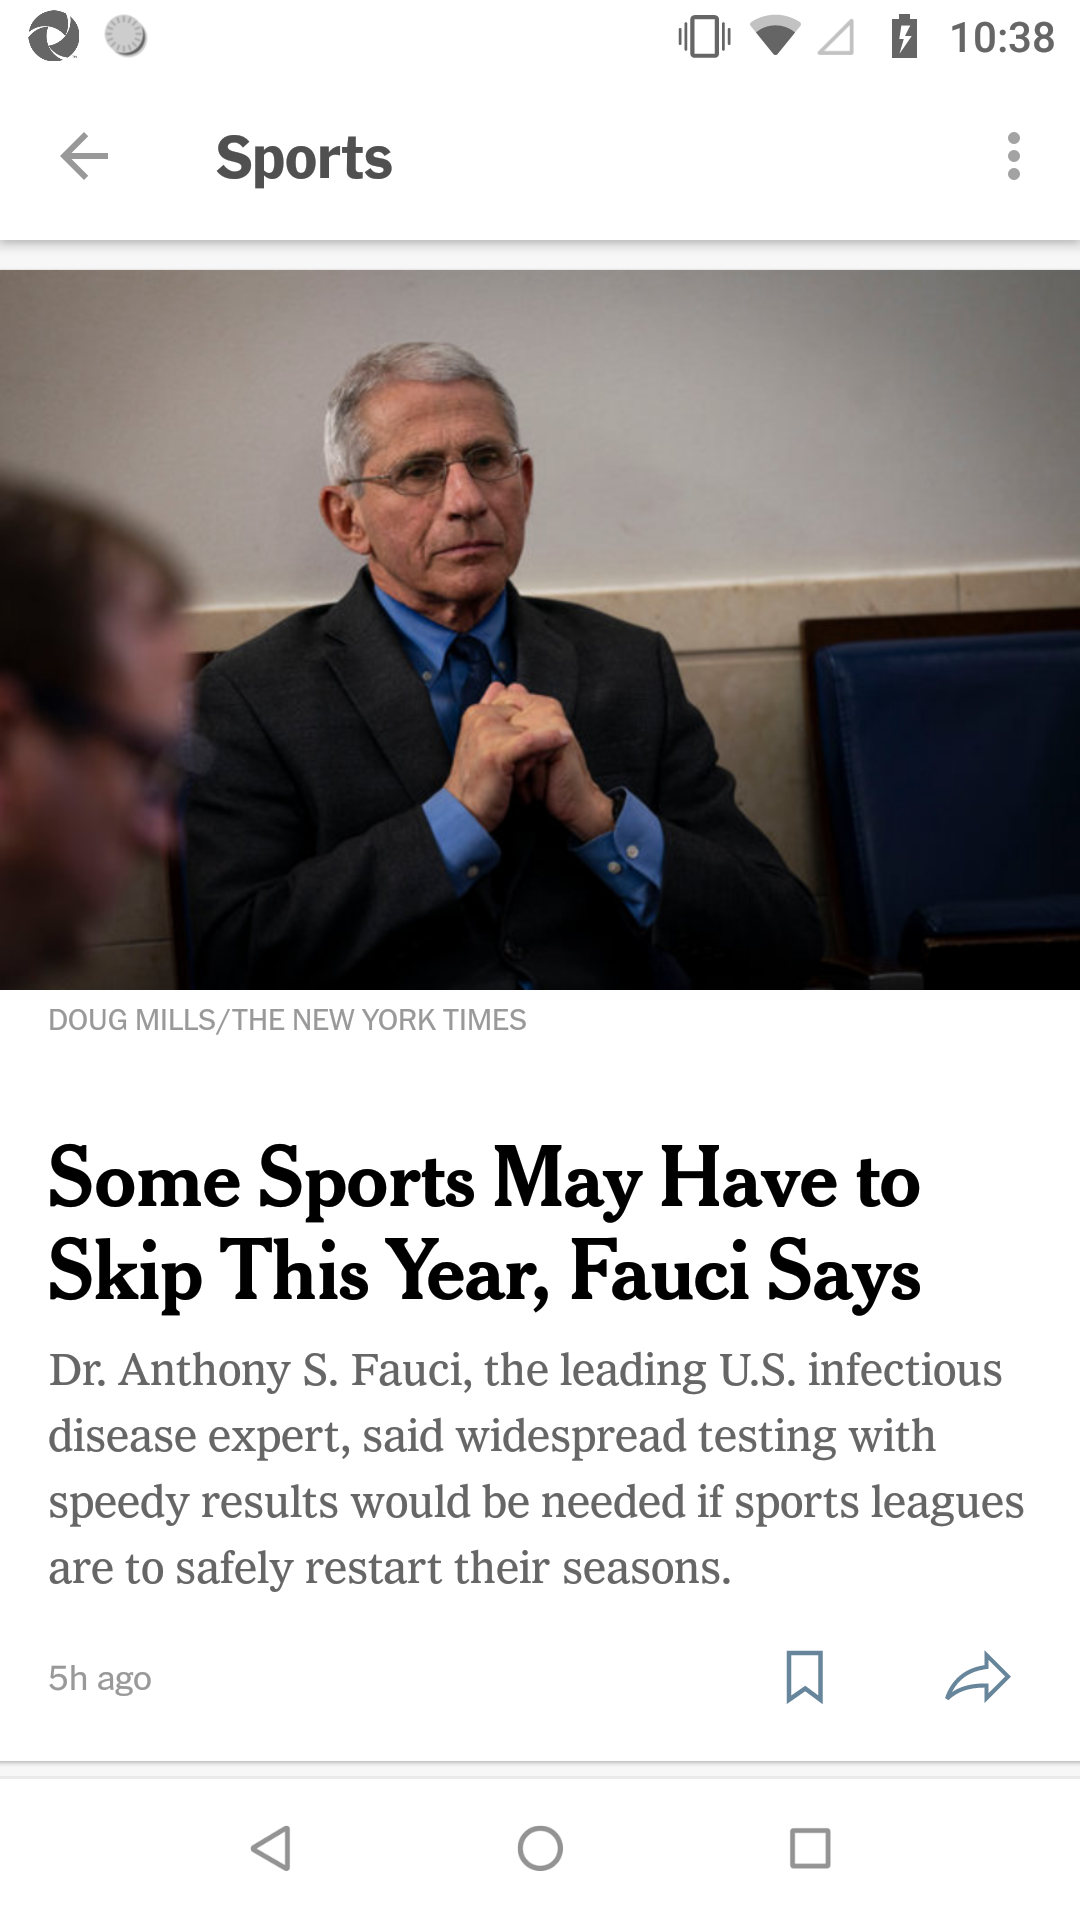 10:38
Sports
DOUG MILLS/THE NEW YORK TIMES
Some Sports May Have to
Skip This Year, Fauci Says
Dr. Anthony S. Fauci, the leading U.S. infectious
disease expert, said widespread testing with
speedy results would be needed if sports leagues
are to safely restart their seasons.
5h ago